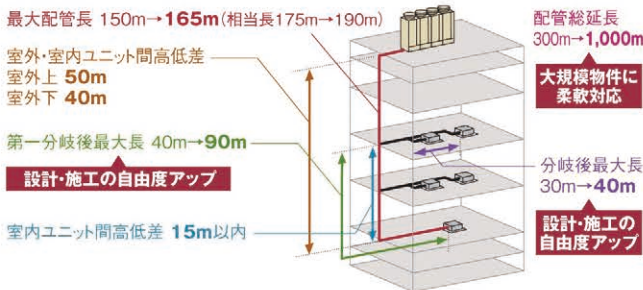 最大配管長 150m→165m(相当長175m→190m)
室外・室内ユニット間高低差
室外上 50m
室外下 40m
第一分岐後最大長 40m→90m
設計・施工の自由度アップ
室内ユニット間高低差 15m以内
配管総延長
300m→1,000m
大規模物件に
柔軟対応
分岐後最大長
30m→40m
設計・施工の
自由度アップ